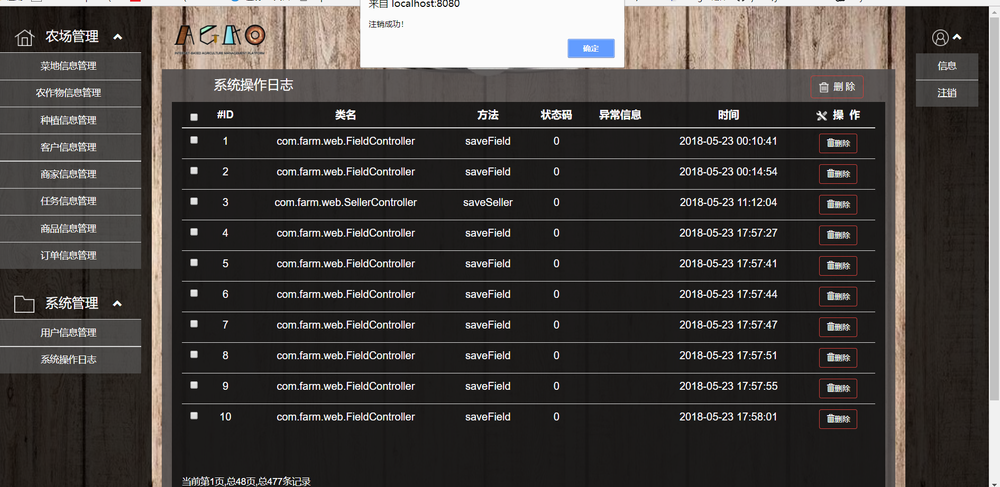 来自 localhost:8080
注销成功！
确定
农场管理
菜地信息管理
农作物信息管理
种植信息管理
客户信息管理
商家信息管理
任务信息管理
商品信息管理
订单信息管理
系统管理
用户信息管理
系统操作日志
INTERNET-BASED AGRICULTURE MANAGEMENT PLATFORM
信息
注销
系统操作日志
删 除
#ID 类名 方法 状态码 异常信息 时间 操 作
1 com.farm.web.FieldController saveField 0 2018-05-23 00:10:41 删除
2 com.farm.web.FieldController saveField 0 2018-05-23 00:14:54 删除
3 com.farm.web.SellerController saveSeller 0 2018-05-23 11:12:04 删除
4 com.farm.web.FieldController saveField 0 2018-05-23 17:57:27 删除
5 com.farm.web.FieldController saveField 0 2018-05-23 17:57:41 删除
6 com.farm.web.FieldController saveField 0 2018-05-23 17:57:44 删除
7 com.farm.web.FieldController saveField 0 2018-05-23 17:57:47 删除
8 com.farm.web.FieldController saveField 0 2018-05-23 17:57:51 删除
9 com.farm.web.FieldController saveField 0 2018-05-23 17:57:55 删除
10 com.farm.web.FieldController saveField 0 2018-05-23 17:58:01 删除
当前第1页,总48页,总477条记录